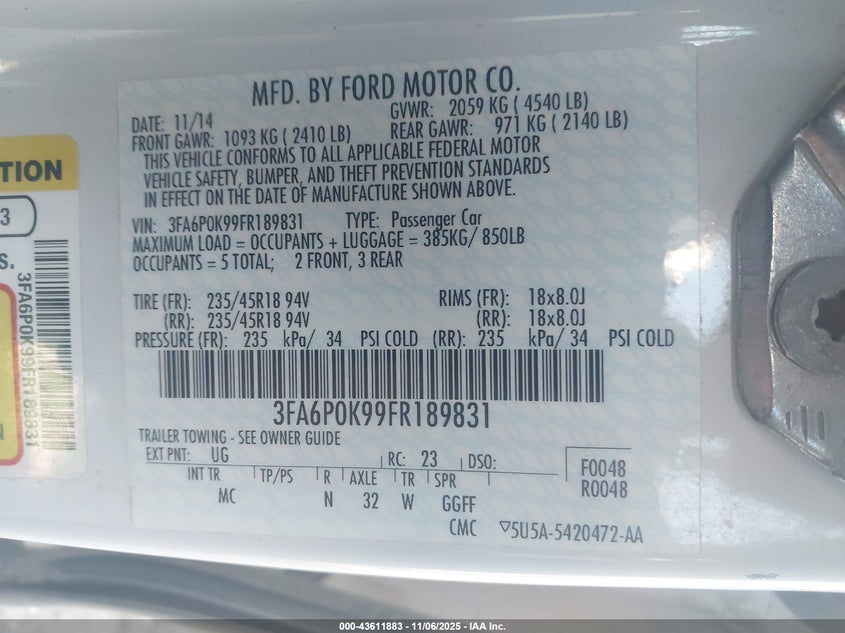 MFD. BY FORD MOTOR CO.
DATE: 11/14 GVWR: 2059 KG ( 4540 LB)
FRONT GAWR: 1093 KG ( 2410 LB) REAR GAWR: 971 KG ( 2140 LB)
THIS VEHICLE CONFORMS TO ALL APPLICABLE FEDERAL MOTOR
VEHICLE SAFETY, BUMPER, AND THEFT PREVENTION STANDARDS
IN EFFECT ON THE DATE OF MANUFACTURE SHOWN ABOVE.
VIN: 3FA6P0K99FR189831 TYPE: Passenger Car
MAXIMUM LOAD = OCCUPANTS + LUGGAGE = 385KG/ 850LB
OCCUPANTS = 5 TOTAL; 2 FRONT, 3 REAR
TIRE (FR): 235/45R18 94V RIMS (FR): 18x8.0J
(RR): 235/45R18 94V (RR): 18x8.0J
PRESSURE (FR): 235 kPa/ 34 PSI COLD (RR): 235 kPa/ 34 PSI COLD
3FA6P0K99FR189831
TRAILER TOWING - SEE OWNER GUIDE
EXT PNT: UG RC: 23 DSO: F0048
INT TR TP/PS R AXLE TR SPR R0048
MC N 32 W GGFF
CMC ▽5U5A-5420472-AA
TION
3
S.
3FA6P0K99FR189831
000-43611883 - 11/06/2025 - IAA Inc.